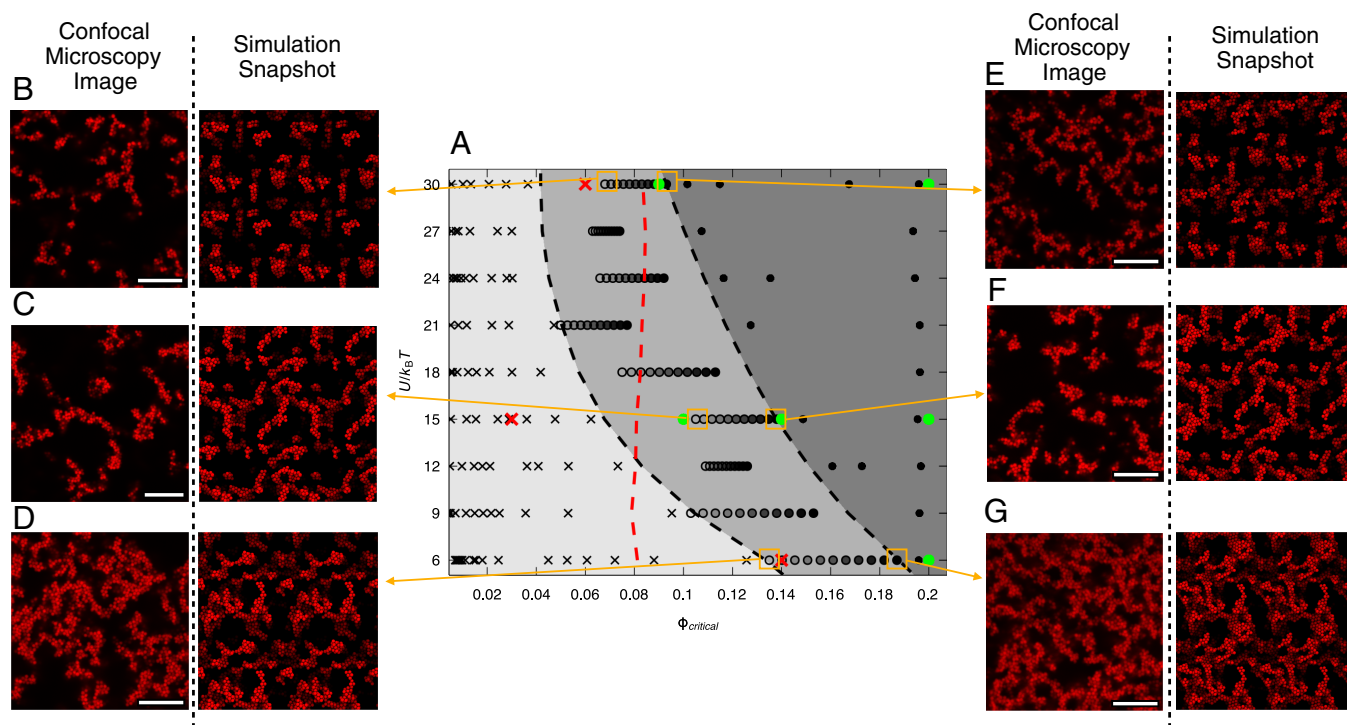 Confocal
Microscopy
Image
Simulation
Snapshot
B
C
D
A
30
27
24
21
18
15
12
9
6
U/kBT
0.02 0.04 0.06 0.08 0.1 0.12 0.14 0.16 0.18 0.2
Φcritical
Confocal
Microscopy
Image
Simulation
Snapshot
E
F
G